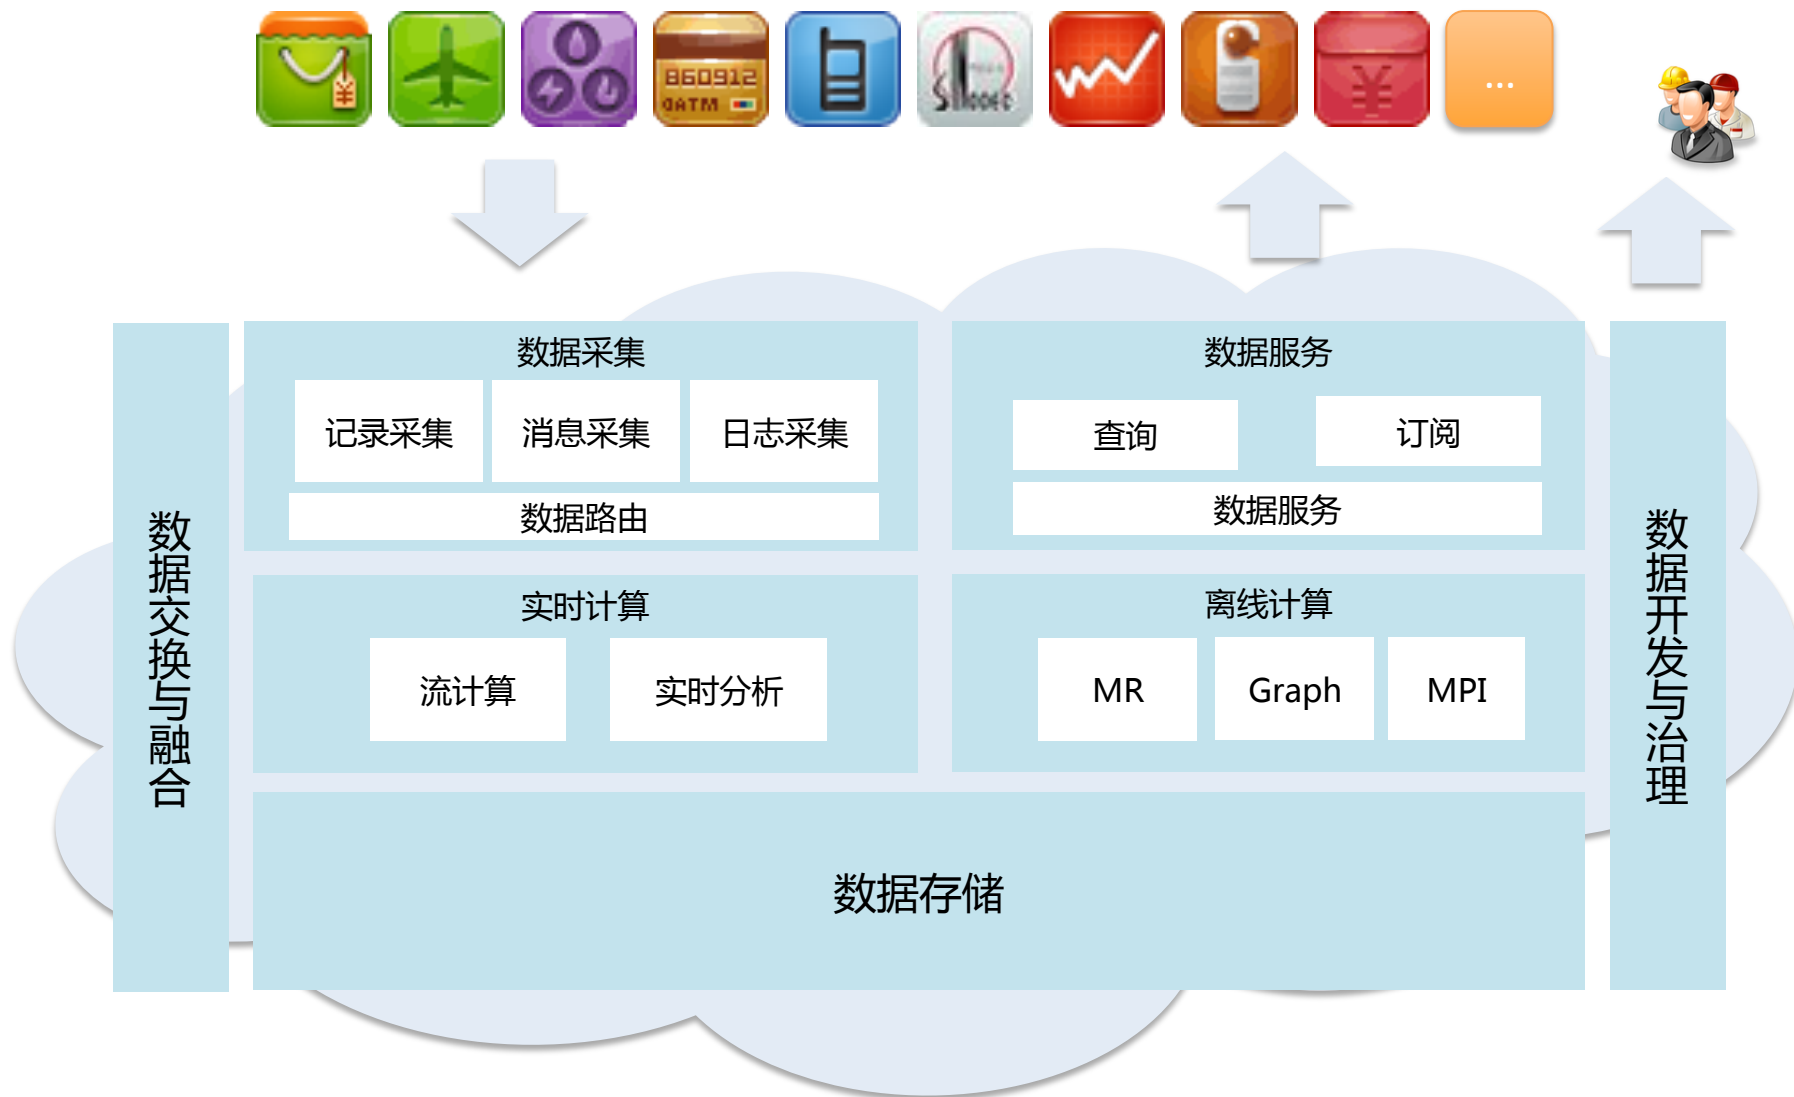 860912
ATM
...
数据采集
记录采集
消息采集
日志采集
数据路由
数据服务
查询
订阅
数据服务
数据交换与融合
实时计算
流计算
实时分析
离线计算
MR
Graph
MPI
数据开发与治理
数据存储